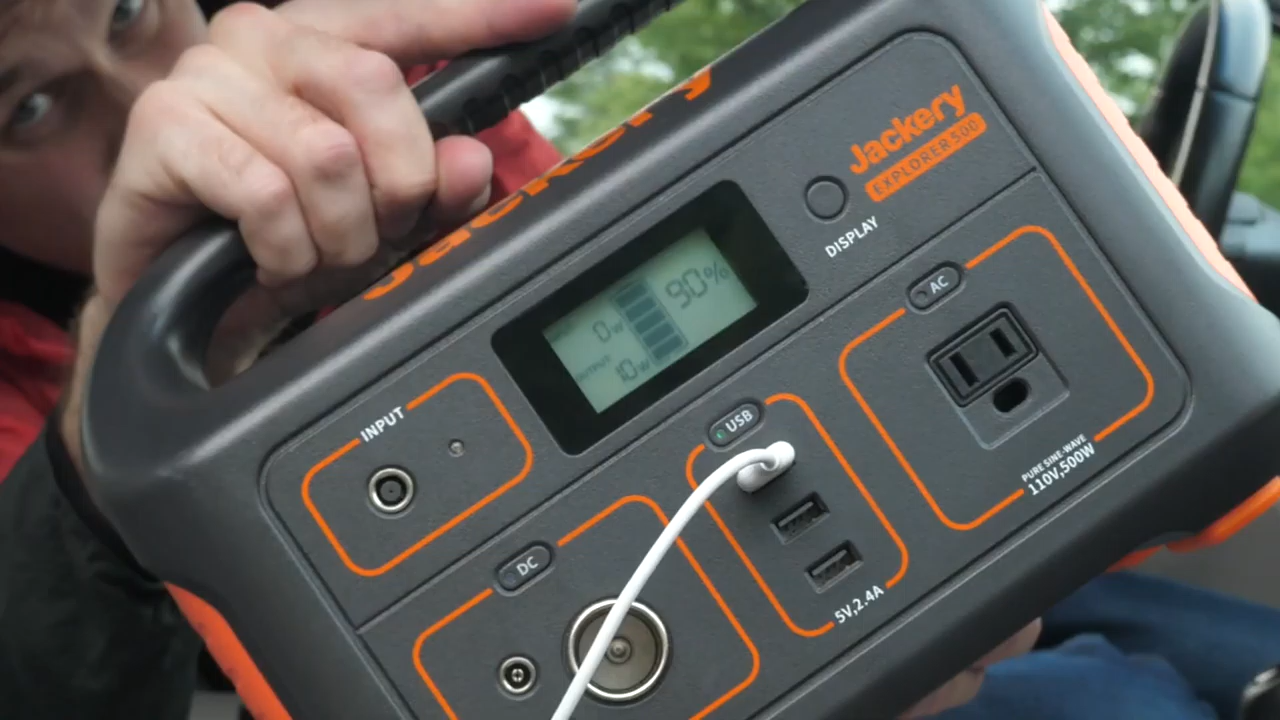 Jackery
Jackery
EXPLORER 500
DISPLAY
0W
90%
OUTPUT
10W
INPUT
AC
USB
PURE SINE-WAVE
110V,500W
DC
5V,2.4A